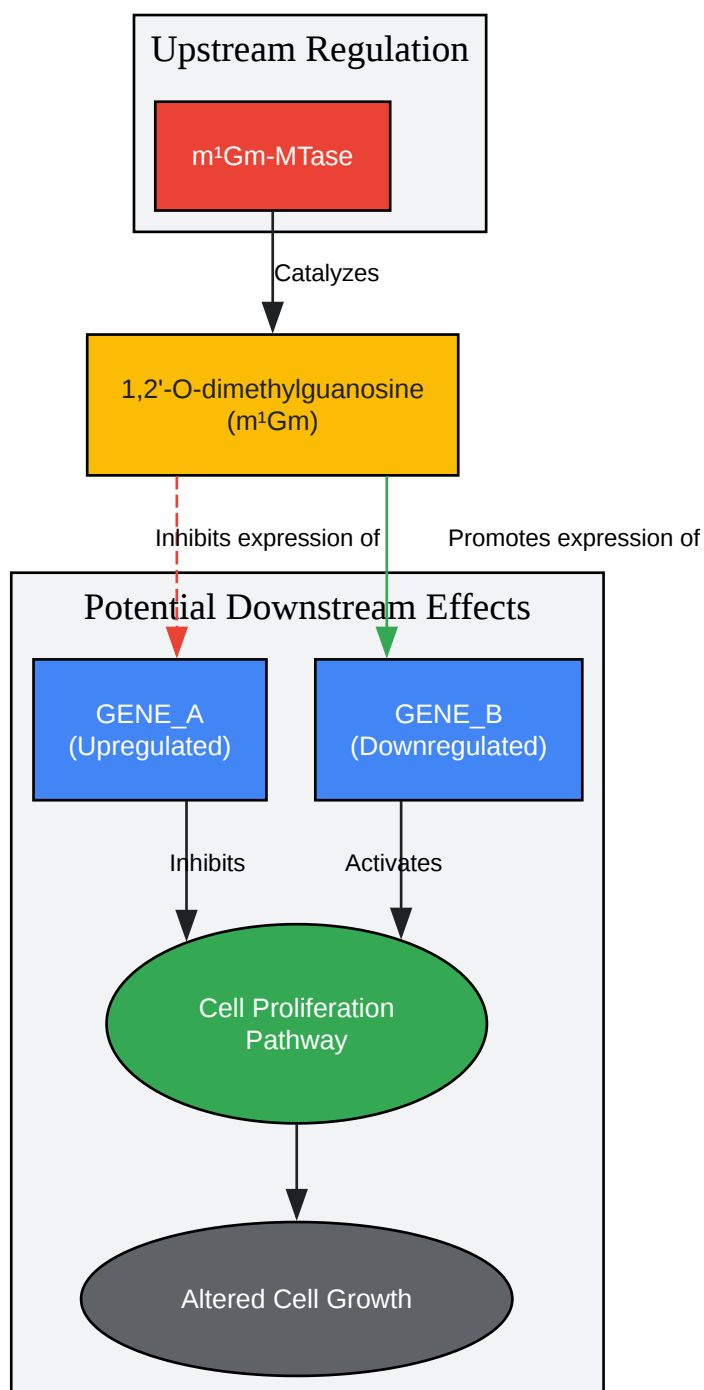 Upstream Regulation
m¹Gm-MTase
Catalyzes
1,2'-O-dimethylguanosine
(m¹Gm)
Inhibits expression of
Promotes expression of
Potential Downstream Effects
GENE_A
(Upregulated)
GENE_B
(Downregulated)
Inhibits
Activates
Cell Proliferation
Pathway
Altered Cell Growth